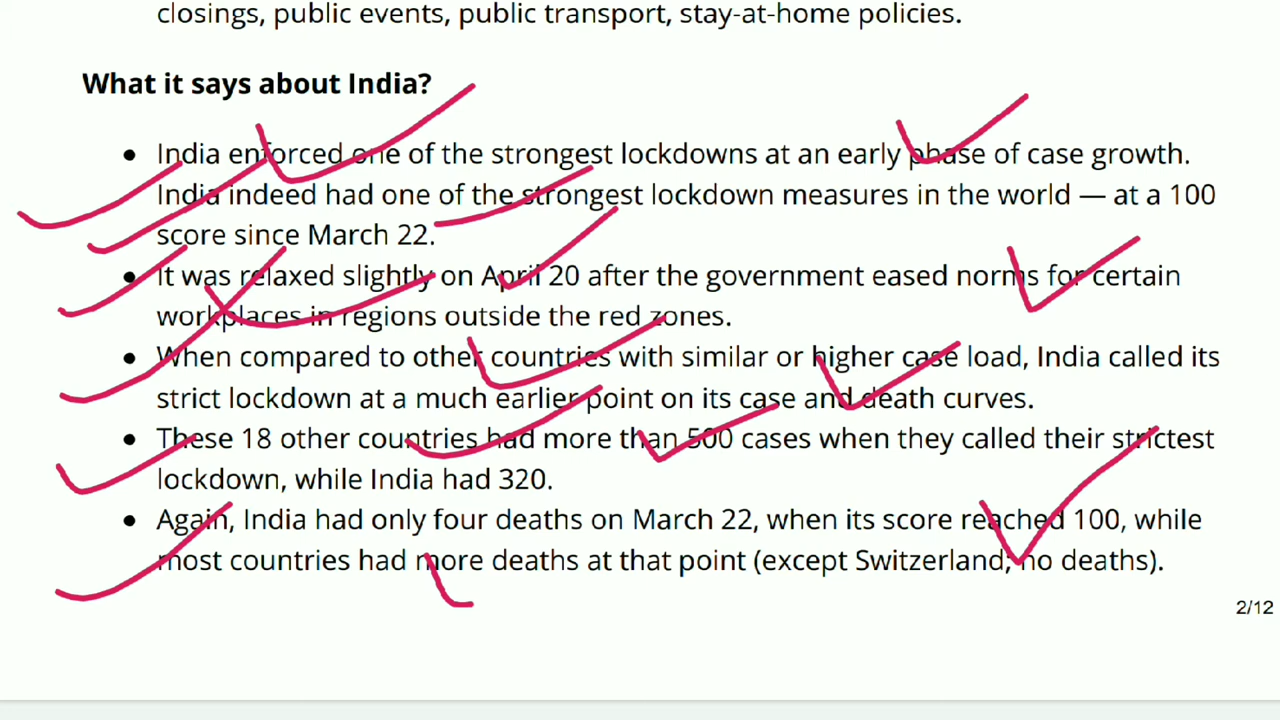 closings, public events, public transport, stay-at-home policies.
What it says about India?
● India enforced one of the strongest lockdowns at an early phase of case growth.
India indeed had one of the strongest lockdown measures in the world — at a 100
score since March 22.
● It was relaxed slightly on April 20 after the government eased norms for certain
workplaces in regions outside the red zones.
● When compared to other countries with similar or higher case load, India called its
strict lockdown at a much earlier point on its case and death curves.
● These 18 other countries had more than 500 cases when they called their strictest
lockdown, while India had 320.
● Again, India had only four deaths on March 22, when its score reached 100, while
most countries had more deaths at that point (except Switzerland; no deaths).
2/12